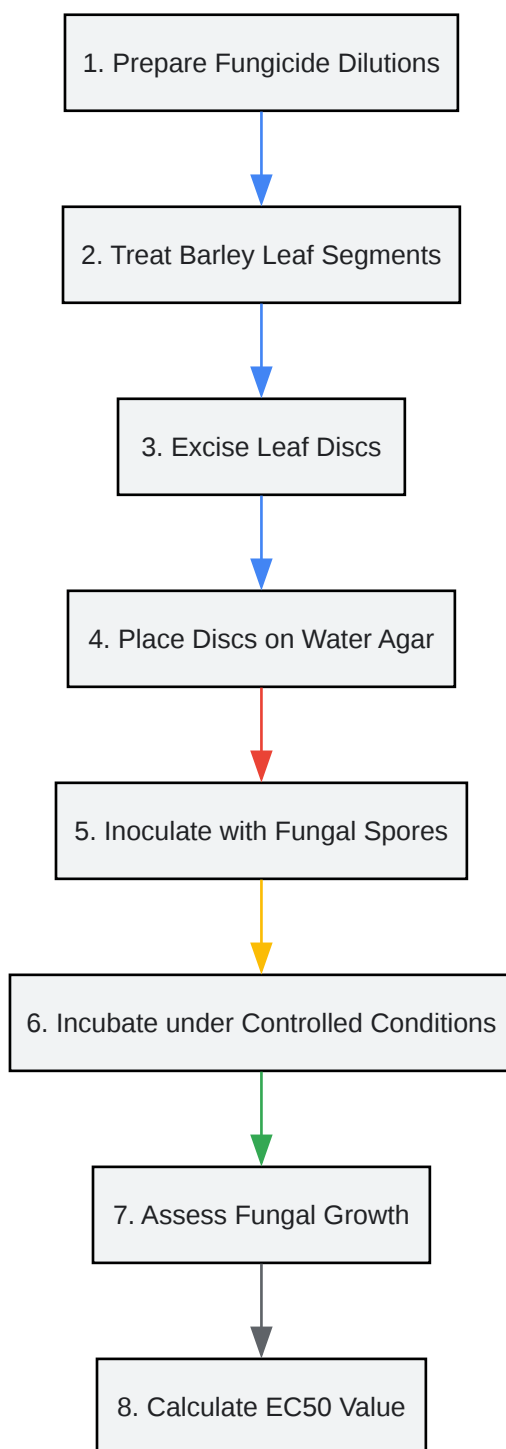 1. Prepare Fungicide Dilutions
2. Treat Barley Leaf Segments
3. Excise Leaf Discs
4. Place Discs on Water Agar
5. Inoculate with Fungal Spores
6. Incubate under Controlled Conditions
7. Assess Fungal Growth
8. Calculate EC50 Value